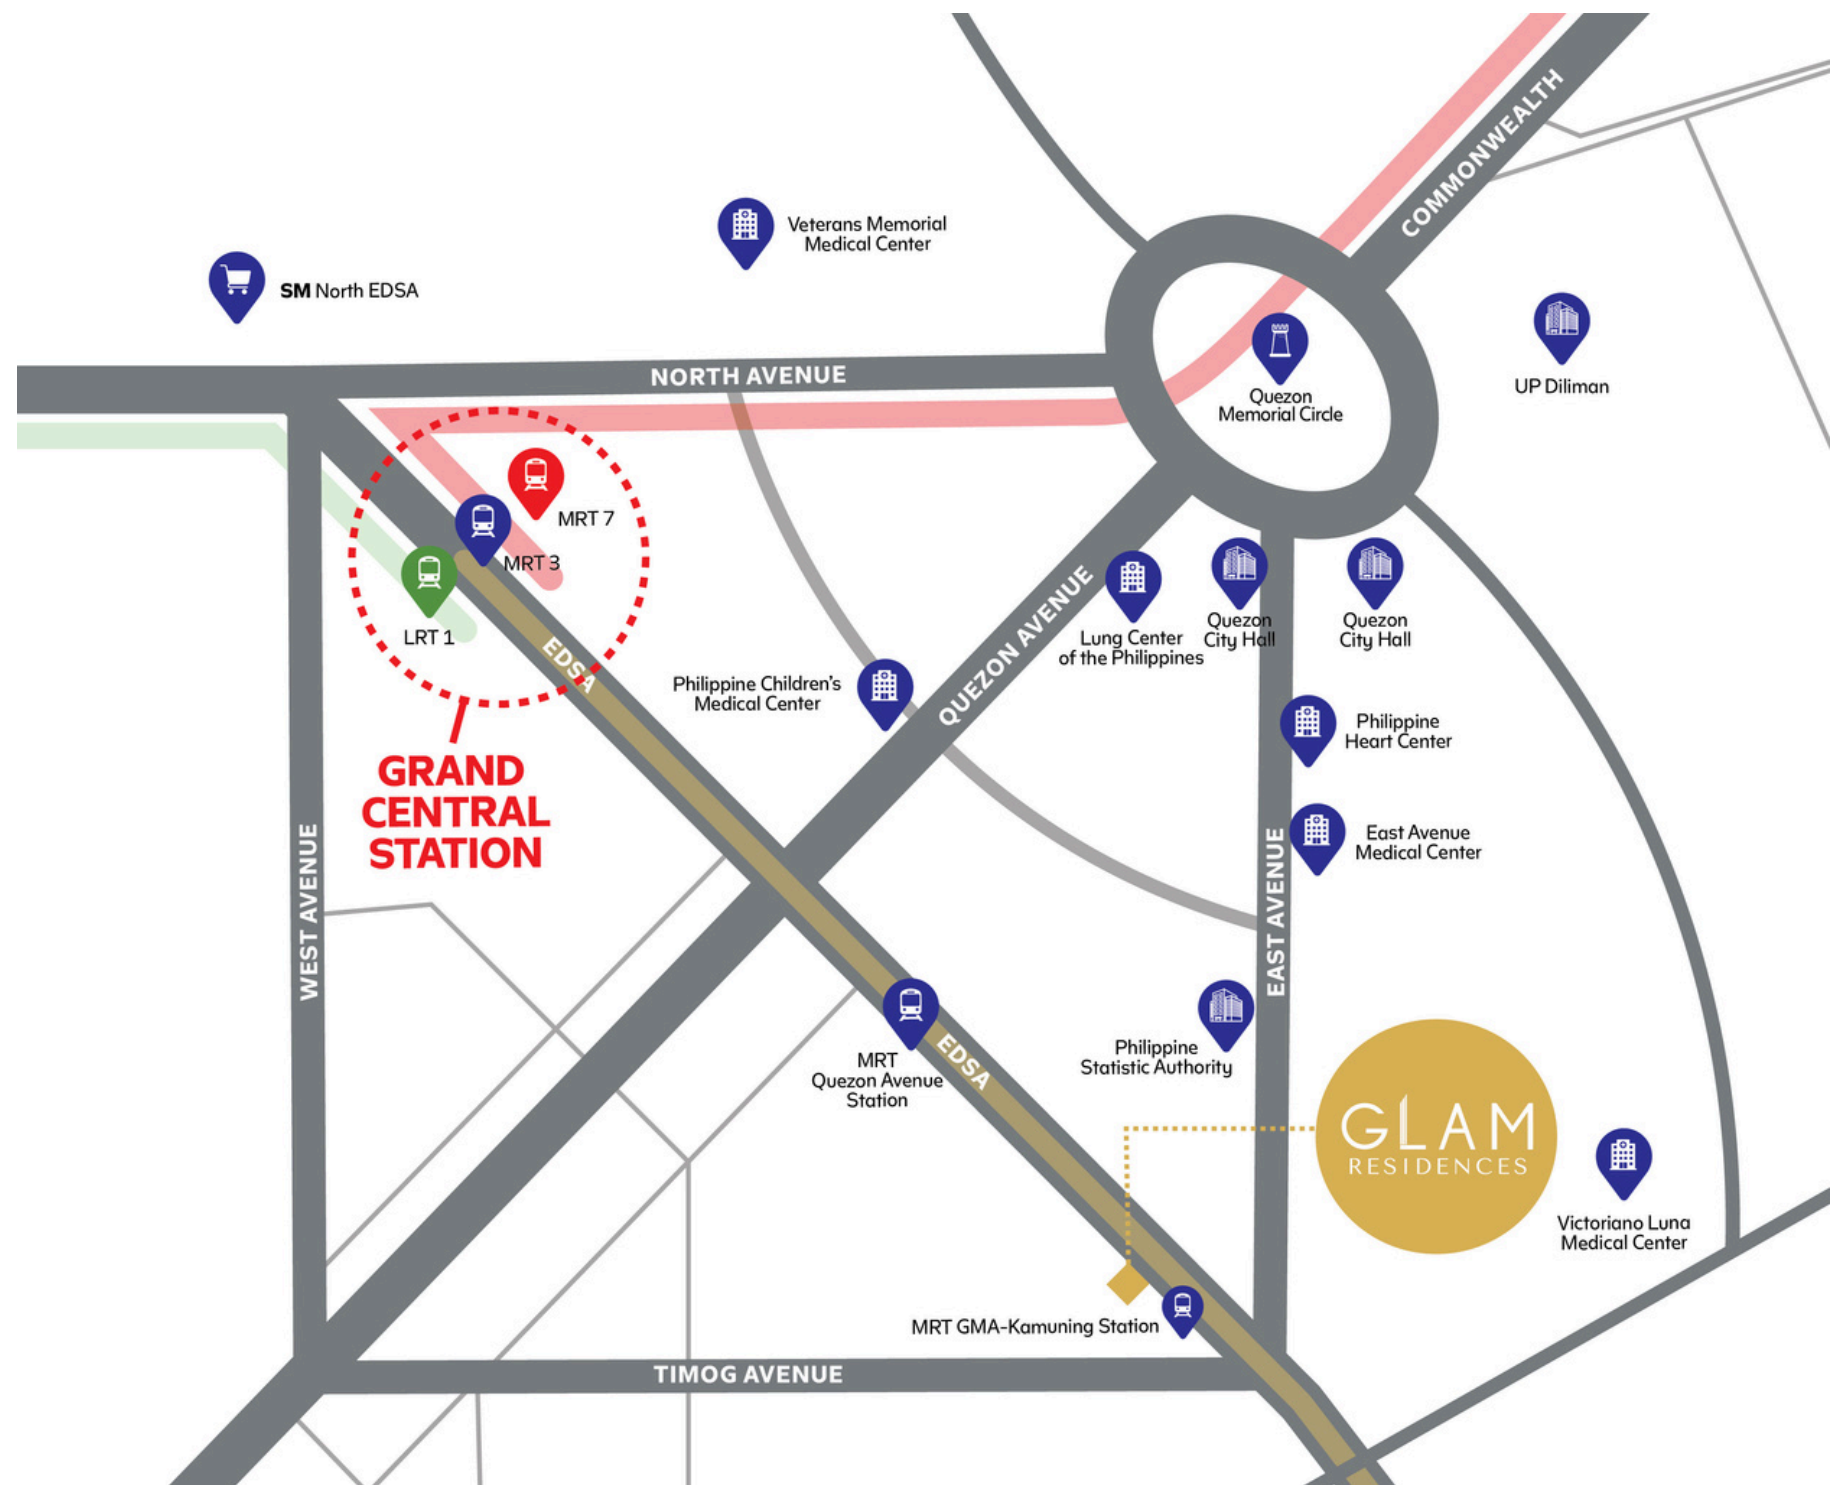 COMMONWEALTH
Veterans Memorial
Medical Center
SM North EDSA
NORTH AVENUE
UP Diliman
Quezon
Memorial Circle
MRT 7
MRT 3
LRT 1
EDSA
GRAND
CENTRAL
STATION
Philippine Children's
Medical Center
QUEZON AVENUE
Lung Center
of the Philippines
Quezon
City Hall
Quezon
City Hall
Philippine
Heart Center
East Avenue
Medical Center
WEST AVENUE
EAST AVENUE
MRT
Quezon Avenue
Station
EDSA
Philippine
Statistic Authority
GLAM
RESIDENCES
Victoriano Luna
Medical Center
MRT GMA-Kamuning Station
TIMOG AVENUE